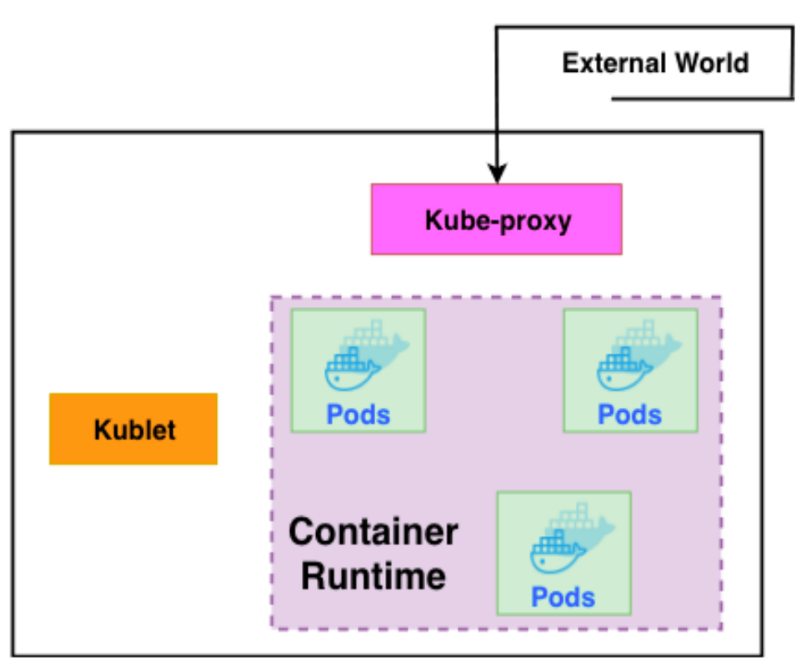 External World
Kube-proxy
Pods
Pods
Kublet
Container
Runtime
Pods